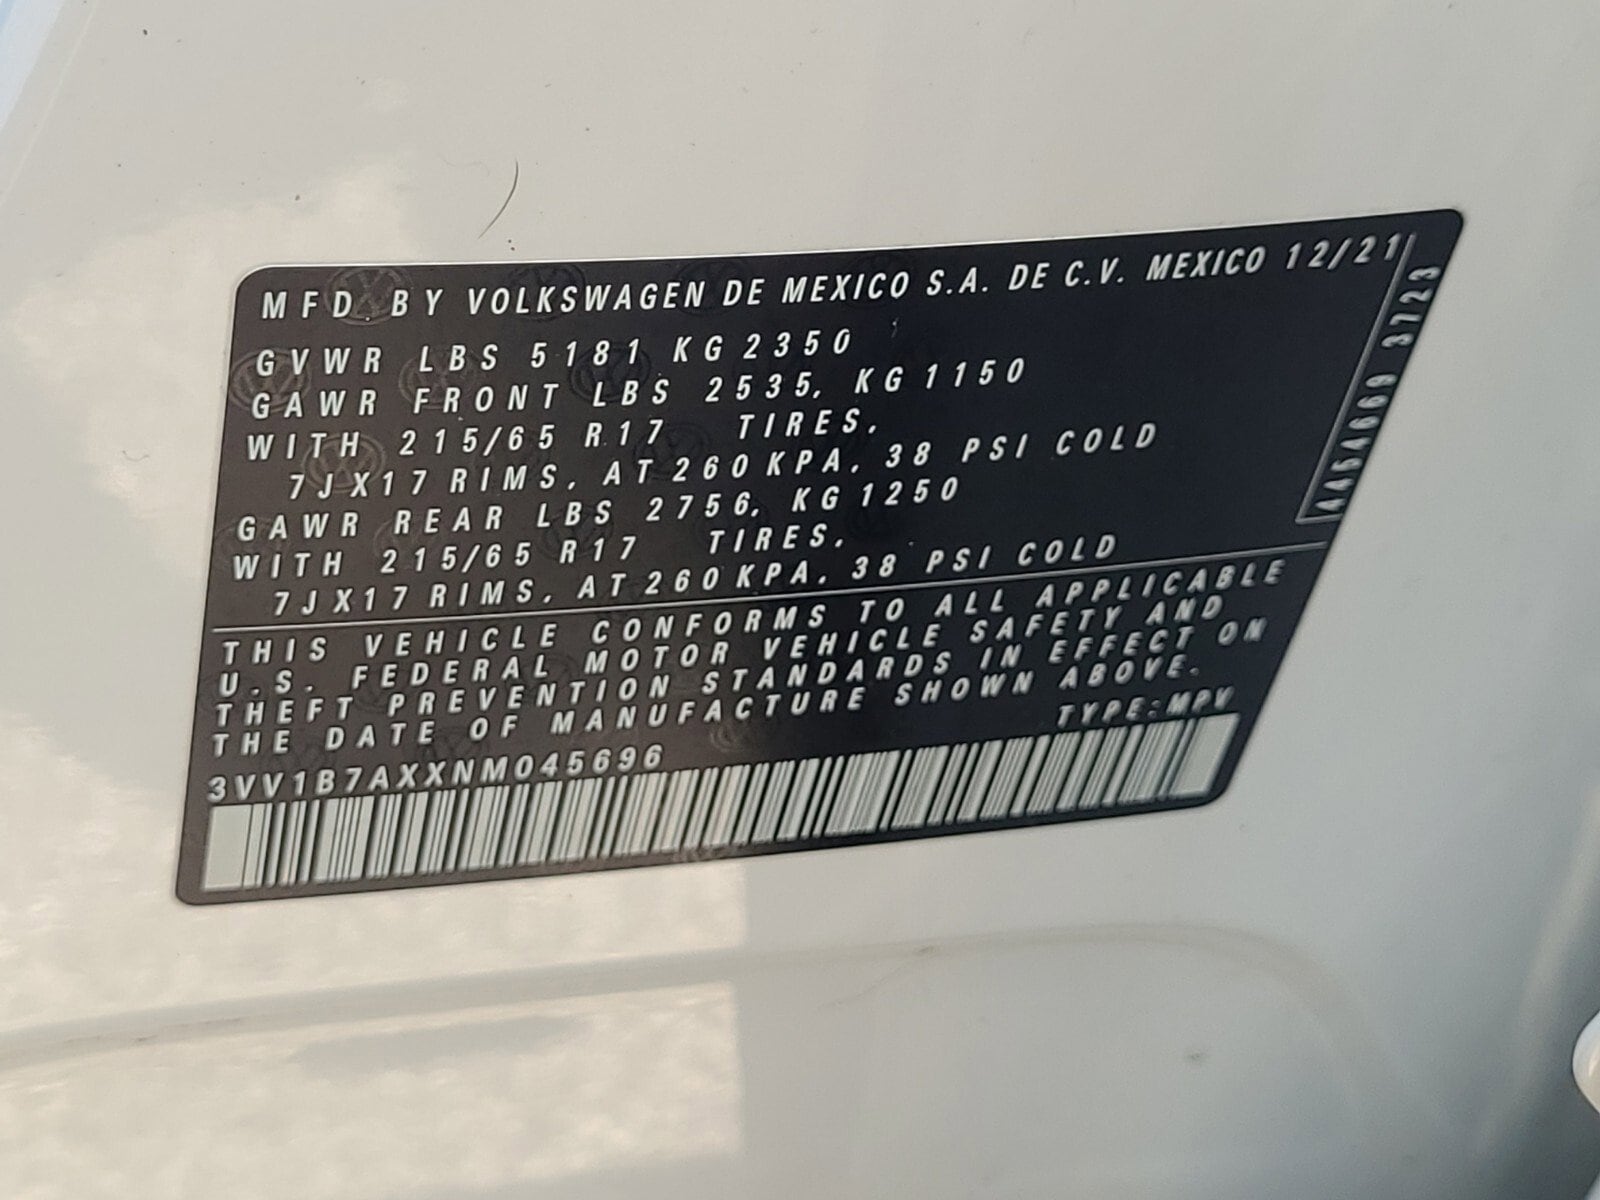 MFD. BY VOLKSWAGEN DE MEXICO S.A. DE C.V. MEXICO 12/21
GVWR LBS 5181 KG 2350
GAWR FRONT LBS 2535, KG 1150
WITH 215/65 R17 TIRES,
7JX17 RIMS, AT 260 KPA, 38 PSI COLD
GAWR REAR LBS 2756, KG 1250
WITH 215/65 R17 TIRES,
7JX17 RIMS, AT 260 KPA, 38 PSI COLD
THIS VEHICLE CONFORMS TO ALL APPLICABLE
U.S. FEDERAL MOTOR VEHICLE SAFETY AND
THEFT PREVENTION STANDARDS IN EFFECT ON
THE DATE OF MANUFACTURE SHOWN ABOVE.
3VV1B7AXXNM045696 TYPE:MPV
4454669 3723